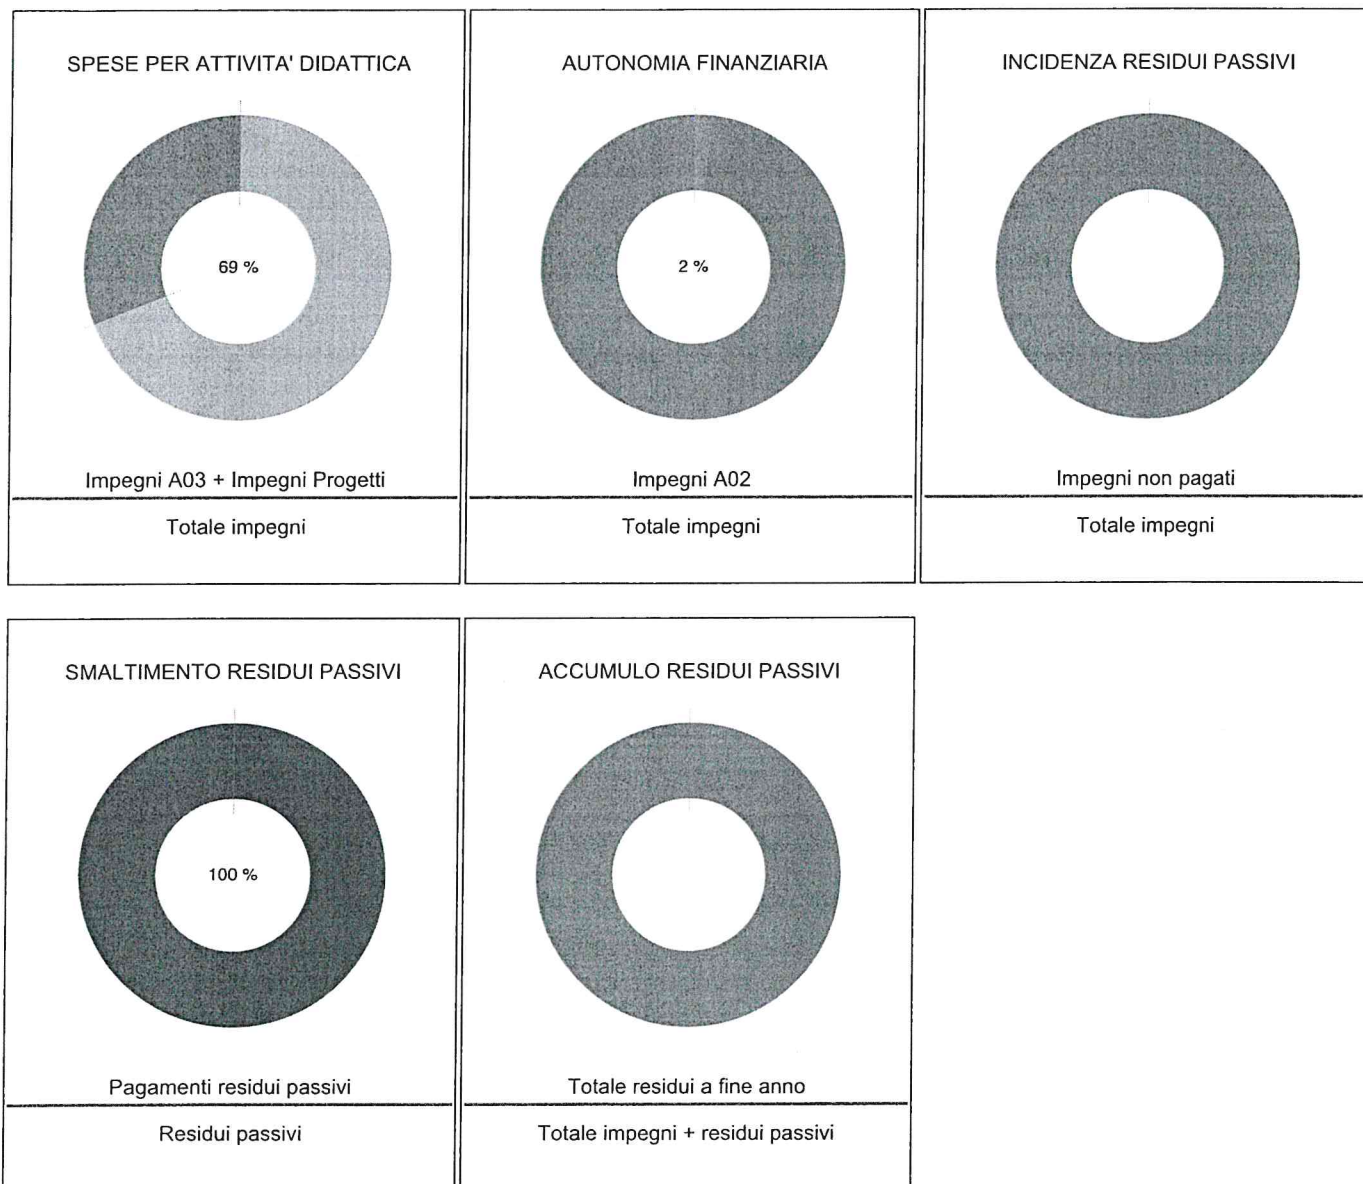 SPESE PER ATTIVITA' DIDATTICA
69 %
Impegni A03 + Impegni Progetti
Totale impegni
AUTONOMIA FINANZIARIA
2 %
Impegni A02
Totale impegni
INCIDENZA RESIDUI PASSIVI
Impegni non pagati
Totale impegni
SMALTIMENTO RESIDUI PASSIVI
100 %
Pagamenti residui passivi
Residui passivi
ACCUMULO RESIDUI PASSIVI
Totale residui a fine anno
Totale impegni + residui passivi